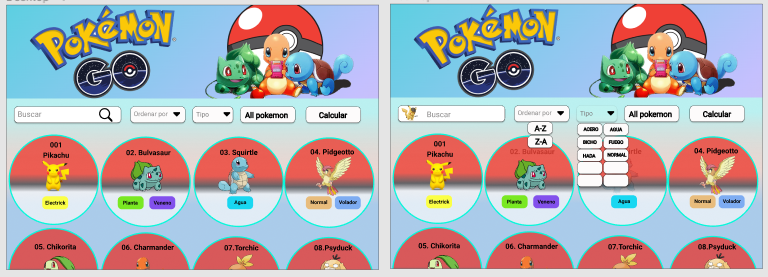 POKÉMON
GO
Buscar
Ordenar por
Tipo
All pokemon
Calcular
001
Pikachu
Electrick
02. Bulvasaur
Planta
Veneno
03. Squirtle
Agua
04. Pidgeotto
Normal
Volador
05. Chikorita
06. Charmander
07.Torchic
08.Psyduck
POKÉMON
GO
Buscar
Ordenar por
A-Z
Z-A
Tipo
ACERO
AGUA
BICHO
FUEGO
HADA
NORMAL
All pokemon
Calcular
001
Pikachu
Electrick
02. Bulvasaur
Planta
Veneno
Agua
04. Pidgeotto
Normal
Volador
05. Chikorita
06. Charmander
07.Torchic
08.Psyduck